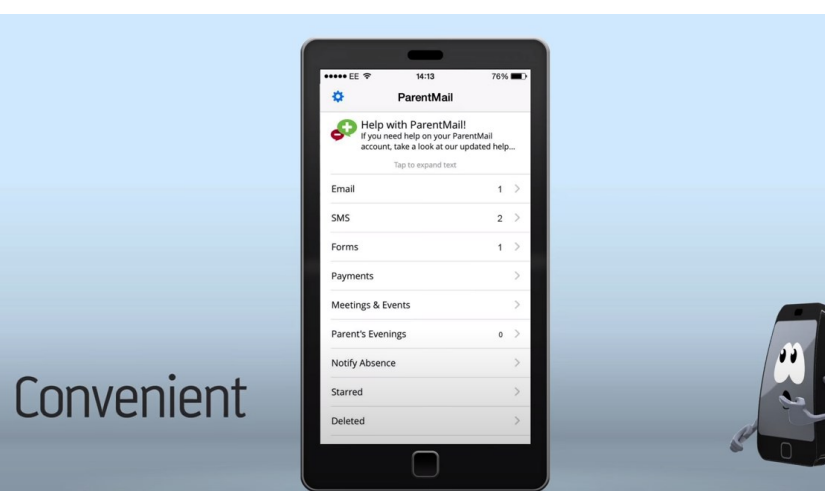 EE 14:13 76%
ParentMail
Help with ParentMail!
If you need help on your ParentMail
account, take a look at our updated help...
Tap to expand text
Email 1
SMS 2
Forms 1
Payments
Meetings & Events
Parent's Evenings 0
Notify Absence
Starred
Deleted
Convenient